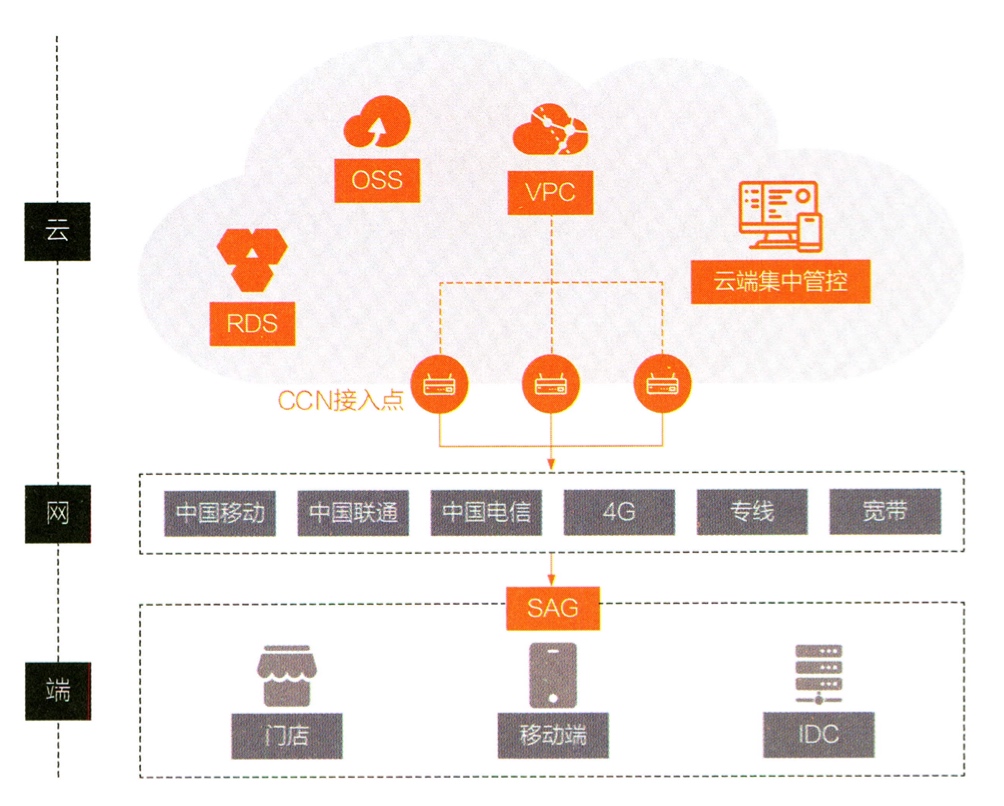 OSS
VPC
云
云端集中管控
RDS
CCN接入点
网
中国移动
中国联通
中国电信
4G
专线
宽带
SAG
端
门店
移动端
IDC